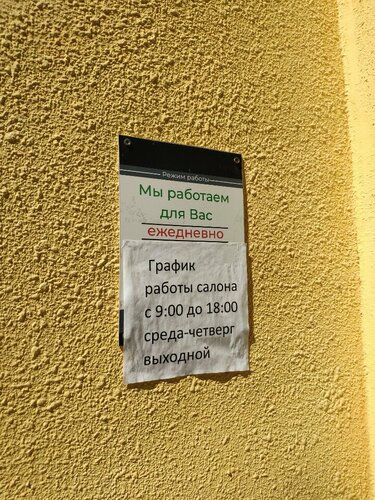 Режим работы
Мы работаем
для Вас
ежедневно
График
работы салона
с 9:00 до 18:00
среда-четверг
выходной